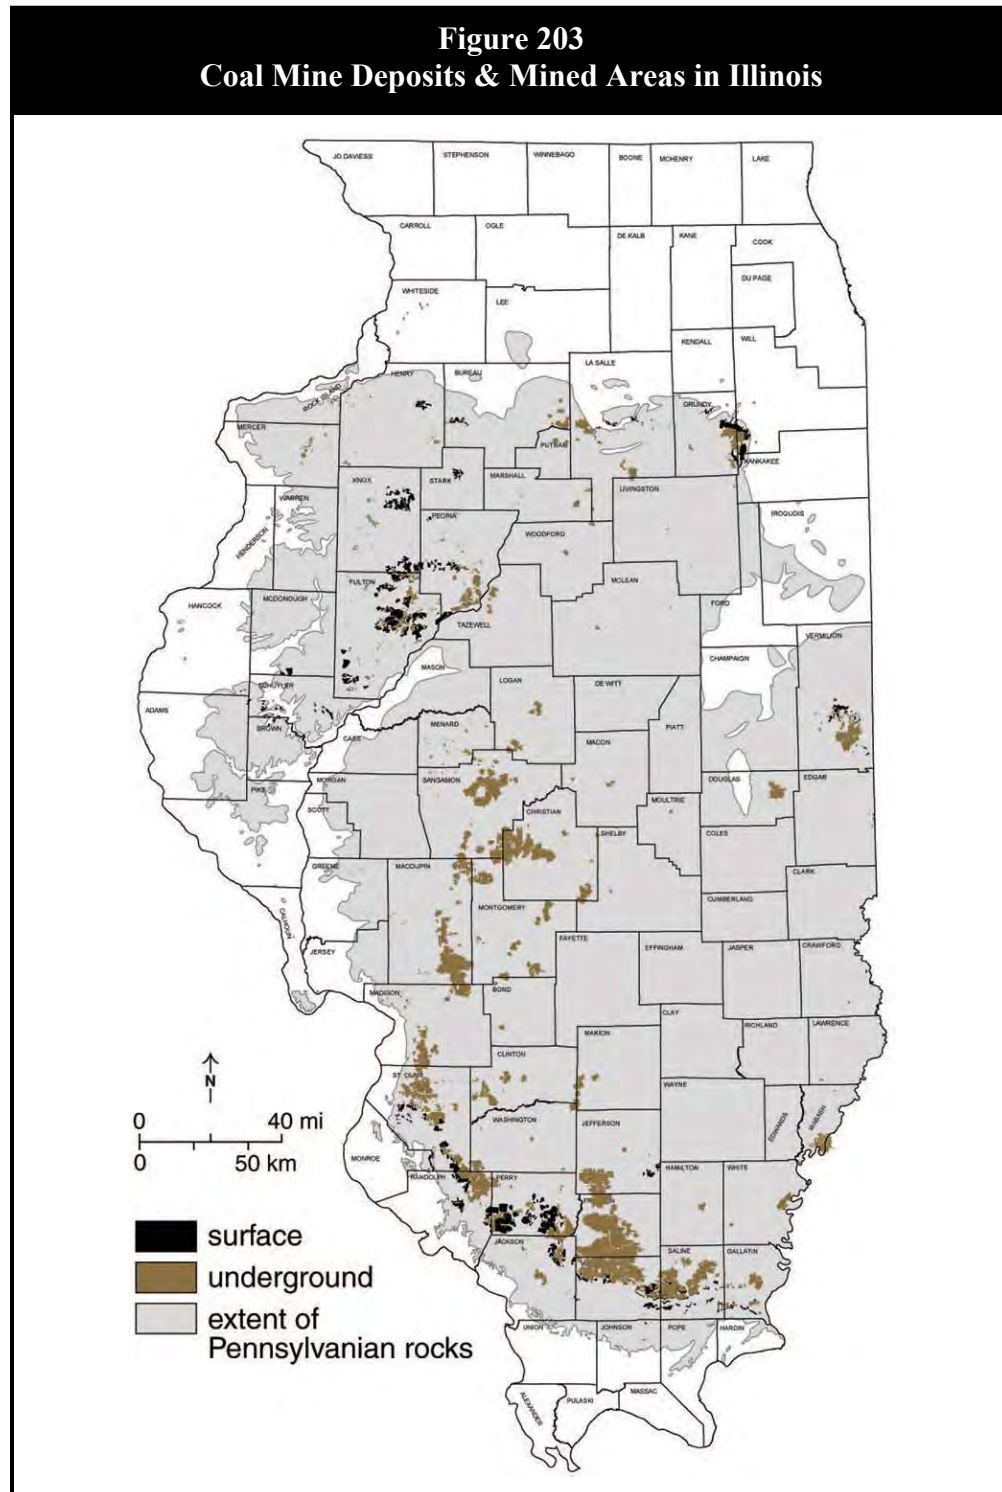 Figure 203
Coal Mine Deposits & Mined Areas in Illinois
JO DAVIESS
STEPHENSON
WINNEBAGO
BOONE
MCHENRY
LAKE
CARROLL
OGLE
DE KALB
KANE
COOK
DU PAGE
WHITESIDE
LEE
KENDALL
WILL
LA SALLE
HENRY
BUREAU
ROCK ISLAND
GRUNDY
MERCER
PUTNAM
KANKAKEE
KNOX
STARK
MARSHALL
LIVINGSTON
WARREN
PEORIA
IROQUOIS
HENDERSON
WOODFORD
FULTON
MCLEAN
HANCOCK
MCDONOUGH
FORD
TAZEWELL
VERMILION
MASON
CHAMPAIGN
SCHUYLER
LOGAN
DE WITT
ADAMS
BROWN
MENARD
PIATT
CASS
MACON
MORGAN
SANGAMON
DOUGLAS
EDGAR
PIKE
SCOTT
CHRISTIAN
MOULTRIE
SHELBY
COLES
GREENE
MACOUPIN
CLARK
CALHOUN
MONTGOMERY
CUMBERLAND
JERSEY
FAYETTE
EFFINGHAM
JASPER
CRAWFORD
MADISON
BOND
CLAY
RICHLAND
LAWRENCE
MARION
CLINTON
ST. CLAIR
WAYNE
N
EDWARDS
WABASH
0 40 mi
0 50 km
WASHINGTON
JEFFERSON
MONROE
RANDOLPH
PERRY
HAMILTON
WHITE
surface
JACKSON
SALINE
GALLATIN
underground
extent of
Pennsylvanian rocks
UNION
JOHNSON
POPE
HARDIN
ALEXANDER
PULASKI
MASSAC